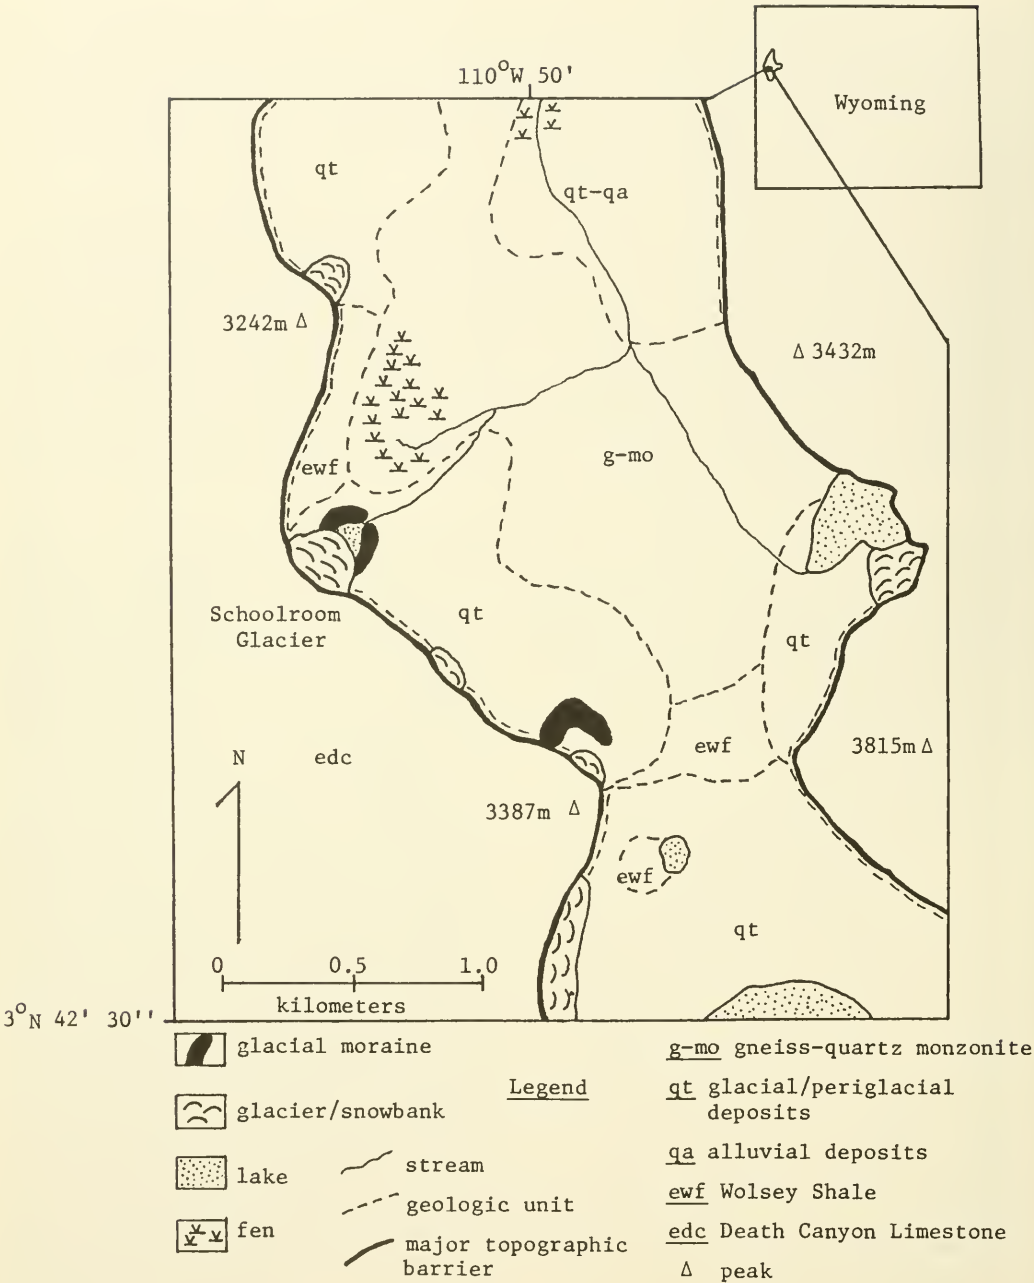 110°W 50'
Wyoming
qt
qt-qa
3242m Δ
Δ 3432m
ewf
g-mo
Schoolroom
Glacier
qt
qt
N
edc
ewf
3815m Δ
3387m Δ
ewf
qt
0 0.5 1.0
kilometers
3°N 42' 30''
Legend
glacial moraine
glacier/snowbank
lake
fen
stream
geologic unit
major topographic
barrier
g-mo gneiss-quartz monzonite
qt glacial/periglacial
deposits
qa alluvial deposits
ewf Wolsey Shale
edc Death Canyon Limestone
Δ peak